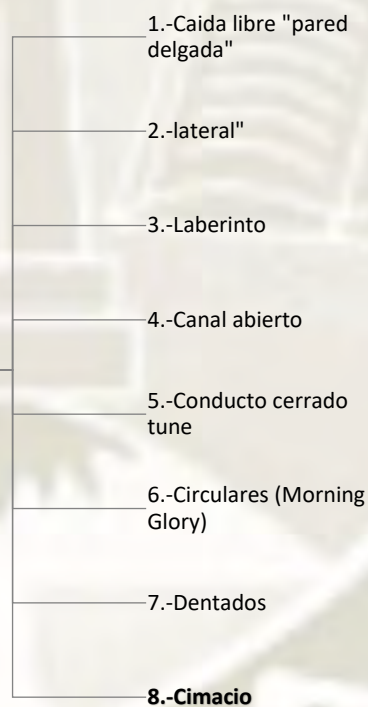 1.-Caida libre "pared
delgada"
2.-lateral"
3.-Laberinto
4.-Canal abierto
5.-Conducto cerrado
tune
6.-Circulares (Morning
Glory)
7.-Dentados
8.-Cimacio